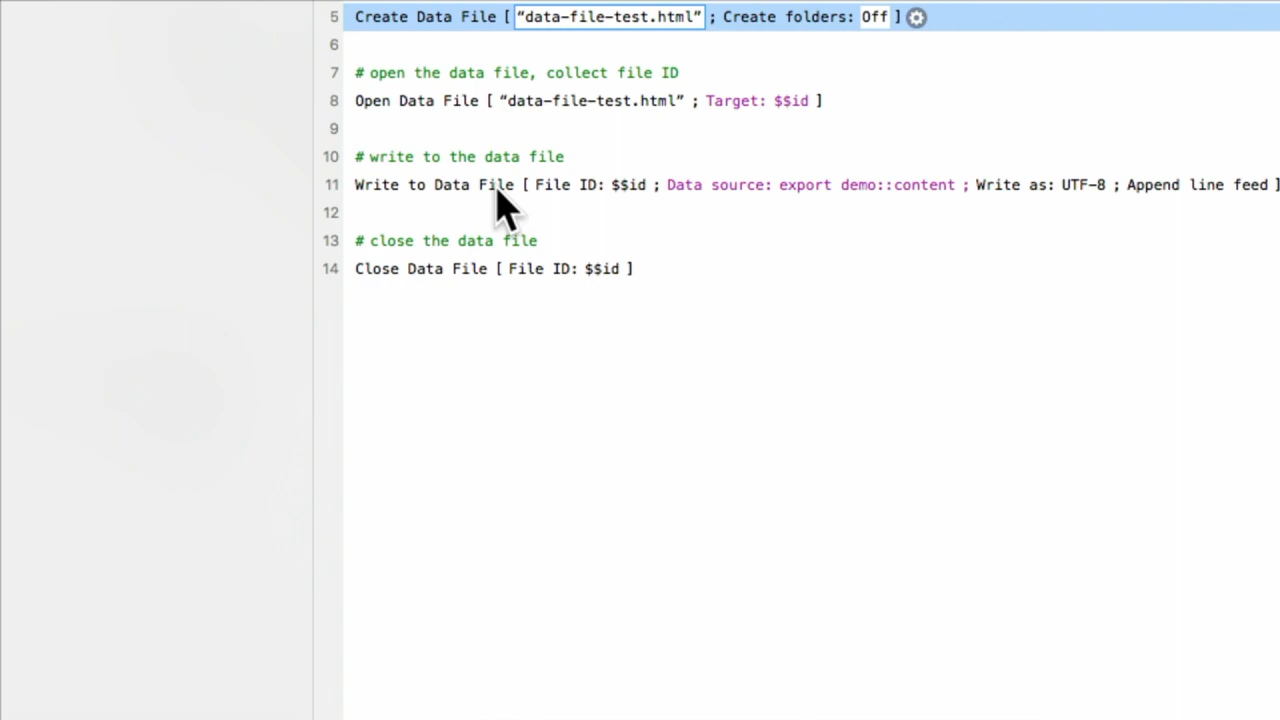 5 Create Data File [ “data-file-test.html” ; Create folders: Off ]
6
7 # open the data file, collect file ID
8 Open Data File [ “data-file-test.html” ; Target: $$id ]
9
10 # write to the data file
11 Write to Data File [ File ID: $$id ; Data source: export demo::content ; Write as: UTF-8 ; Append line feed ]
12
13 # close the data file
14 Close Data File [ File ID: $$id ]